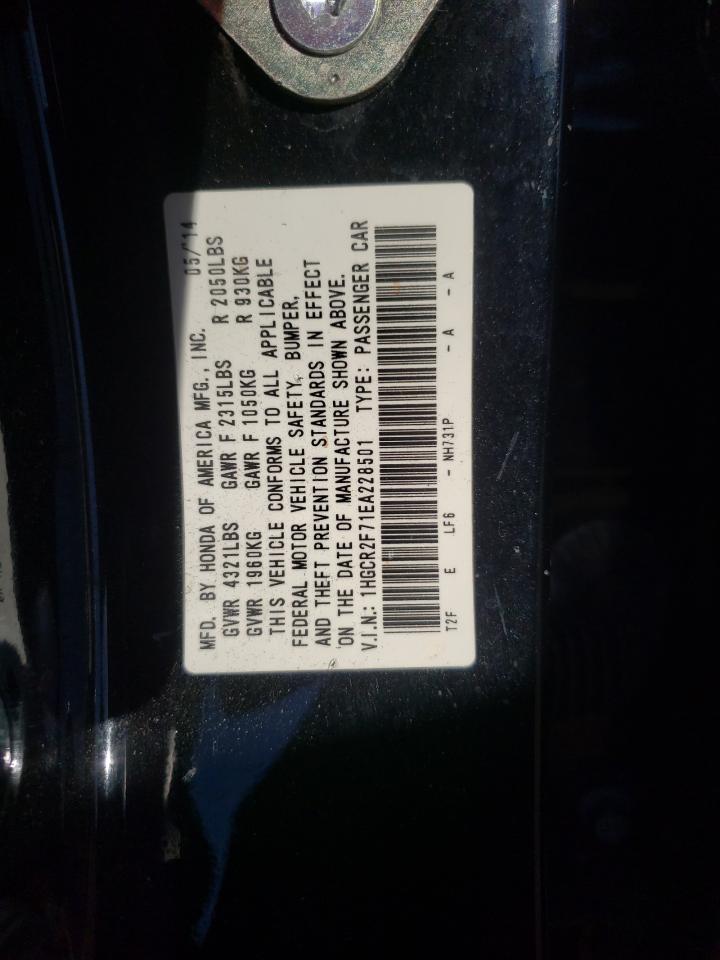 MFD. BY HONDA OF AMERICA MFG., INC. 05/'14
GVWR 4321LBS GAWR F 2315LBS R 2050LBS
GVWR 1960KG GAWR F 1050KG R 930KG
THIS VEHICLE CONFORMS TO ALL APPLICABLE
FEDERAL MOTOR VEHICLE SAFETY, BUMPER,
AND THEFT PREVENTION STANDARDS IN EFFECT
ON THE DATE OF MANUFACTURE SHOWN ABOVE.
V.I.N.: 1HGCR2F71EA228501 TYPE: PASSENGER CAR
T2F E LF6 - NH731P - A - A